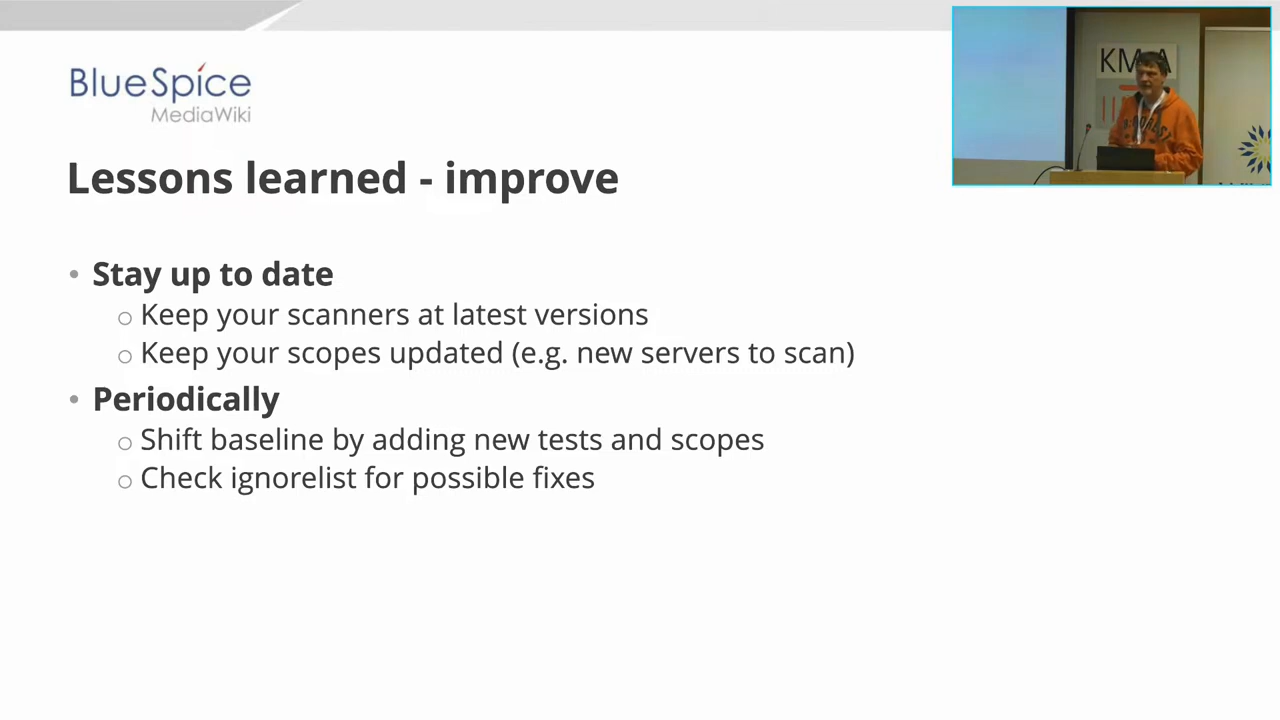 BlueSpice
MediaWiki
Lessons learned - improve
• Stay up to date
○ Keep your scanners at latest versions
○ Keep your scopes updated (e.g. new servers to scan)
• Periodically
○ Shift baseline by adding new tests and scopes
○ Check ignorelist for possible fixes